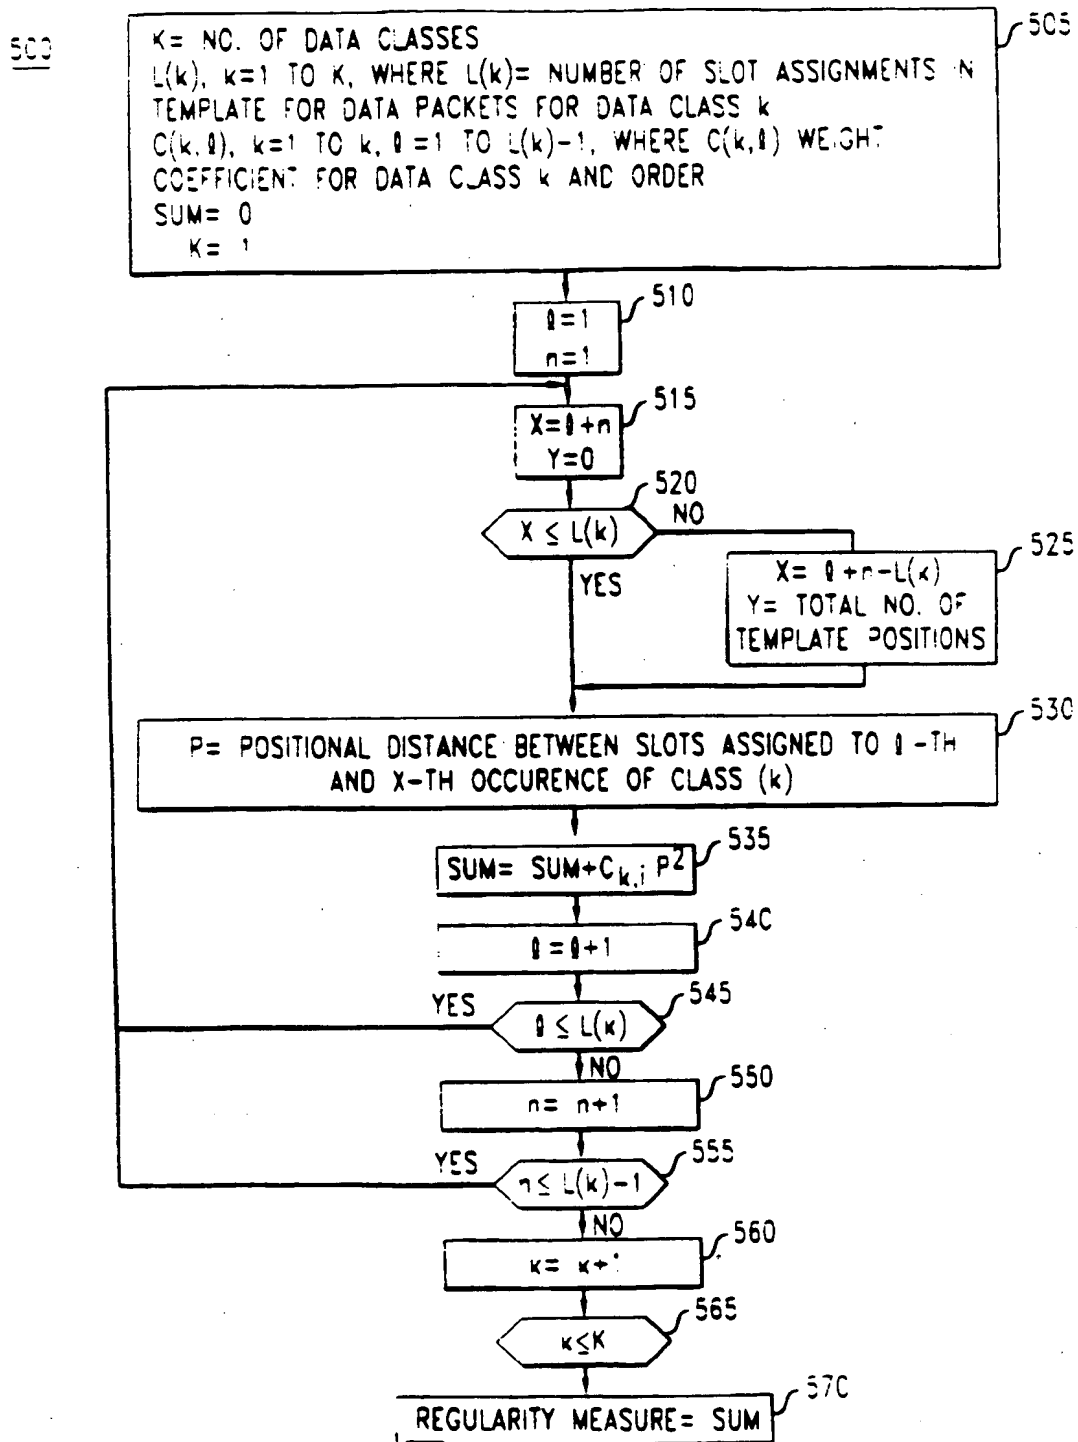 500
505
K= NO. OF DATA CLASSES
L(k), k=1 TO K, WHERE L(k)= NUMBER OF SLOT ASSIGNMENTS IN
TEMPLATE FOR DATA PACKETS FOR DATA CLASS k
C(k,ℓ), k=1 TO k, ℓ=1 TO L(k)-1, WHERE C(k,ℓ) WEIGHT
COEFFICIENT FOR DATA CLASS k AND ORDER
SUM= 0
K= 1
510
ℓ=1
n=1
515
X=ℓ+n
Y=0
520
X ≤ L(k)
NO
YES
525
X= ℓ+n-L(k)
Y= TOTAL NO. OF
TEMPLATE POSITIONS
530
P= POSITIONAL DISTANCE BETWEEN SLOTS ASSIGNED TO ℓ-TH
AND X-TH OCCURENCE OF CLASS (k)
535
SUM= SUM+C_{k,i} P²
540
ℓ=ℓ+1
545
YES
ℓ ≤ L(k)
NO
550
n= n+1
555
YES
n ≤ L(k)-1
NO
560
k= k+1
565
k≤K
570
REGULARITY MEASURE= SUM